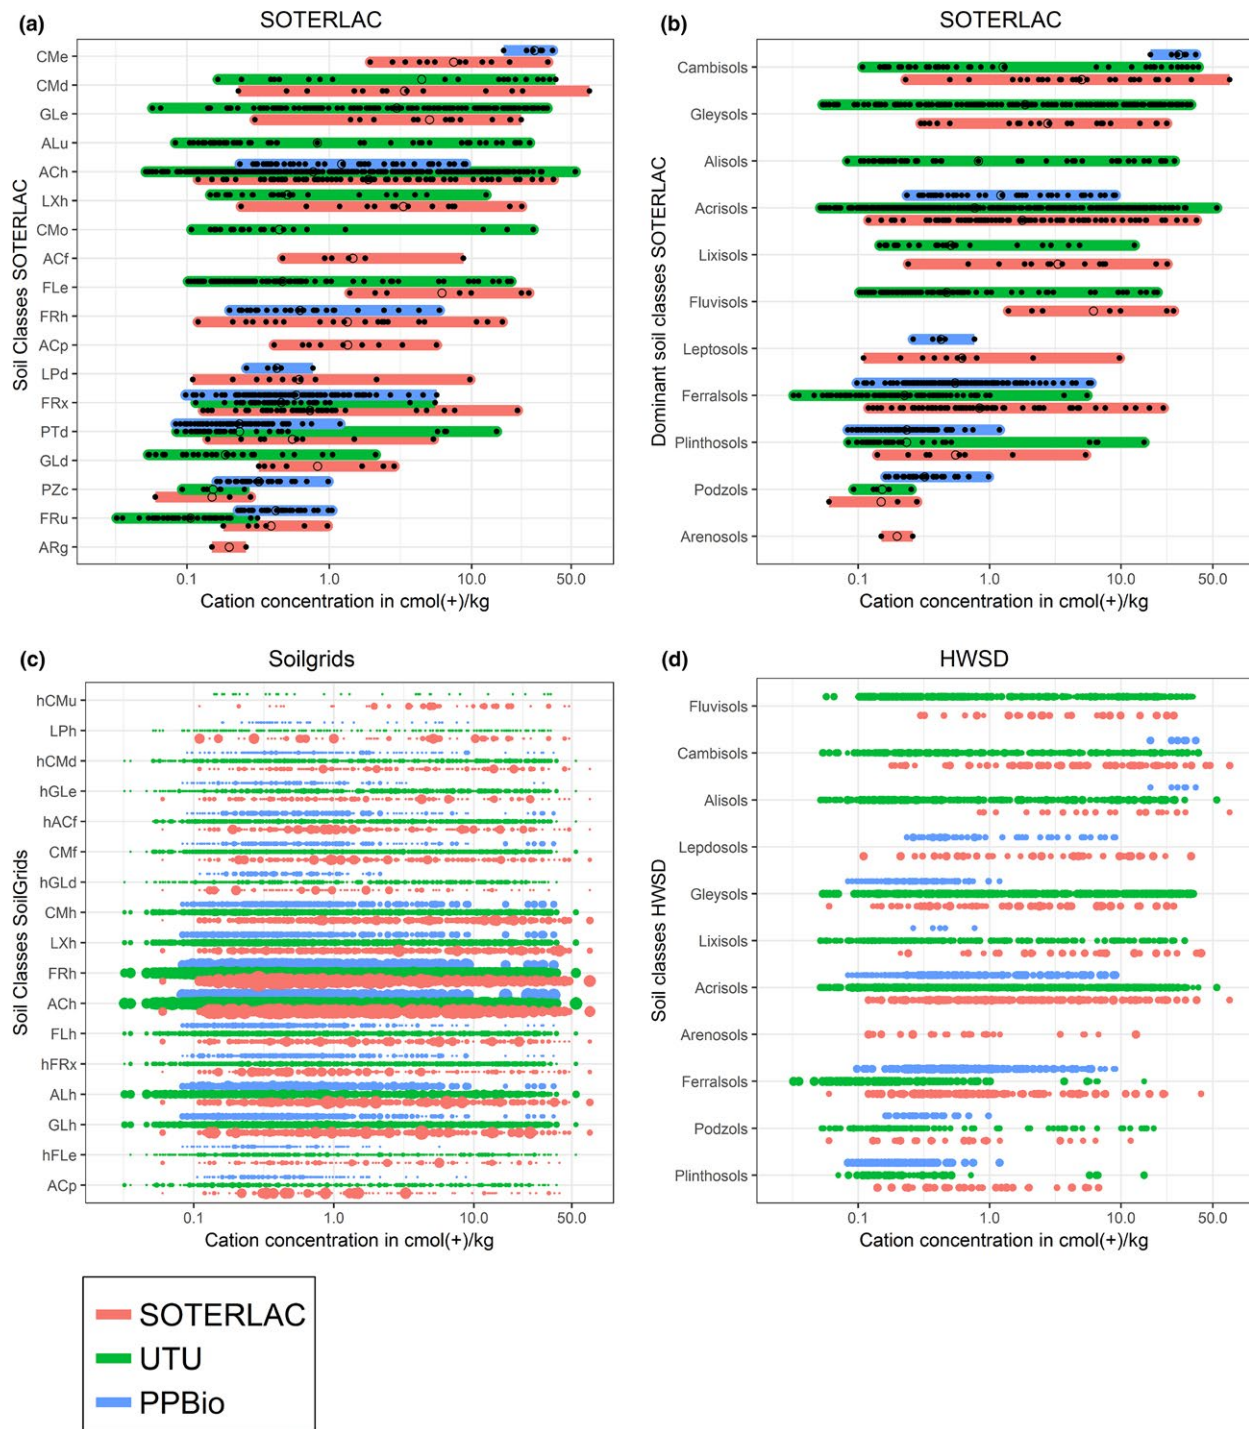 (a)
SOTERLAC
Soil Classes SOTERLAC
CMe
CMd
GLe
ALu
ACh
LXh
CMo
ACf
FLe
FRh
ACp
LPd
FRx
PTd
GLd
PZc
FRu
ARg
0.1
1.0
10.0
50.0
Cation concentration in cmol(+)/kg
(b)
SOTERLAC
Dominant soil classes SOTERLAC
Cambisols
Gleysols
Alisols
Acrisols
Lixisols
Fluvisols
Leptosols
Ferralsols
Plinthosols
Podzols
Arenosols
0.1
1.0
10.0
50.0
Cation concentration in cmol(+)/kg
(c)
Soilgrids
Soil Classes SoilGrids
hCMu
LPh
hCMd
hGLe
hACf
CMf
hGLd
CMh
LXh
FRh
ACh
FLh
hFRx
ALh
GLh
hFLe
ACp
0.1
1.0
10.0
50.0
Cation concentration in cmol(+)/kg
(d)
HWSD
Soil classes HWSD
Fluvisols
Cambisols
Alisols
Lepdosols
Gleysols
Lixisols
Acrisols
Arenosols
Ferralsols
Podzols
Plinthosols
0.1
1.0
10.0
50.0
Cation concentration in cmol(+)/kg
SOTERLAC
UTU
PPBio